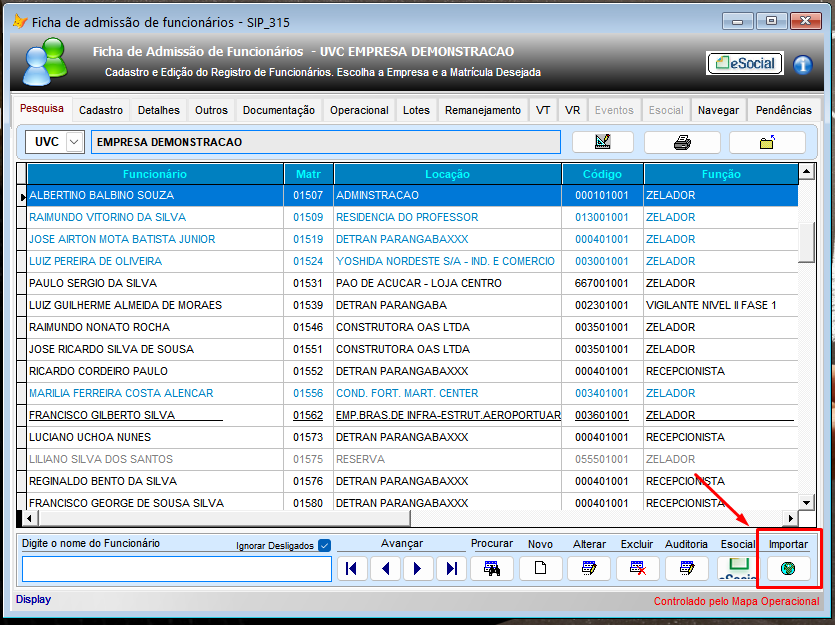 Ficha de admissão de funcionários - SIP_315
Ficha de Admissão de Funcionários - UVC EMPRESA DEMONSTRACAO
Cadastro e Edição do Registro de Funcionários. Escolha a Empresa e a Matrícula Desejada
eSocial
Pesquisa Cadastro Detalhes Outros Documentação Operacional Lotes Remanejamento VT VR Eventos Esocial Navegar Pendências
UVC EMPRESA DEMONSTRACAO
Funcionário Matr Locação Código Função
ALBERTINO BALBINO SOUZA 01507 ADMINSTRACAO 000101001 ZELADOR
RAIMUNDO VITORINO DA SILVA 01509 RESIDENCIA DO PROFESSOR 013001001 ZELADOR
JOSE AIRTON MOTA BATISTA JUNIOR 01519 DETRAN PARANGABAXXX 000401001 ZELADOR
LUIZ PEREIRA DE OLIVEIRA 01524 YOSHIDA NORDESTE S/A - IND. E COMERCIO 003001001 ZELADOR
PAULO SERGIO DA SILVA 01531 PAO DE ACUCAR - LOJA CENTRO 667001001 ZELADOR
LUIZ GUILHERME ALMEIDA DE MORAES 01539 DETRAN PARANGABA 002301001 VIGILANTE NIVEL II FASE 1
RAIMUNDO NONATO ROCHA 01546 CONSTRUTORA OAS LTDA 003501001 ZELADOR
JOSE RICARDO SILVA DE SOUSA 01551 CONSTRUTORA OAS LTDA 003501001 ZELADOR
RICARDO CORDEIRO PAULO 01552 DETRAN PARANGABAXXX 000401001 RECEPCIONISTA
MARILIA FERREIRA COSTA ALENCAR 01556 COND. FORT. MART. CENTER 003401001 ZELADOR
FRANCISCO GILBERTO SILVA 01562 EMP.BRAS.DE INFRA-ESTRUT.AEROPORTUAR 003601001 ZELADOR
LUCIANO UCHOA NUNES 01573 DETRAN PARANGABAXXX 000401001 RECEPCIONISTA
LILIANO SILVA DOS SANTOS 01575 RESERVA 055501001 ZELADOR
REGINALDO BENTO DA SILVA 01576 DETRAN PARANGABAXXX 000401001 RECEPCIONISTA
FRANCISCO GEORGE DE SOUSA SILVA 01580 DETRAN PARANGABAXXX 000401001 RECEPCIONISTA
Digite o nome do Funcionário Ignorar Desligados Avançar Procurar Novo Alterar Excluir Auditoria Esocial Importar
eSocial
Display Controlado pelo Mapa Operacional